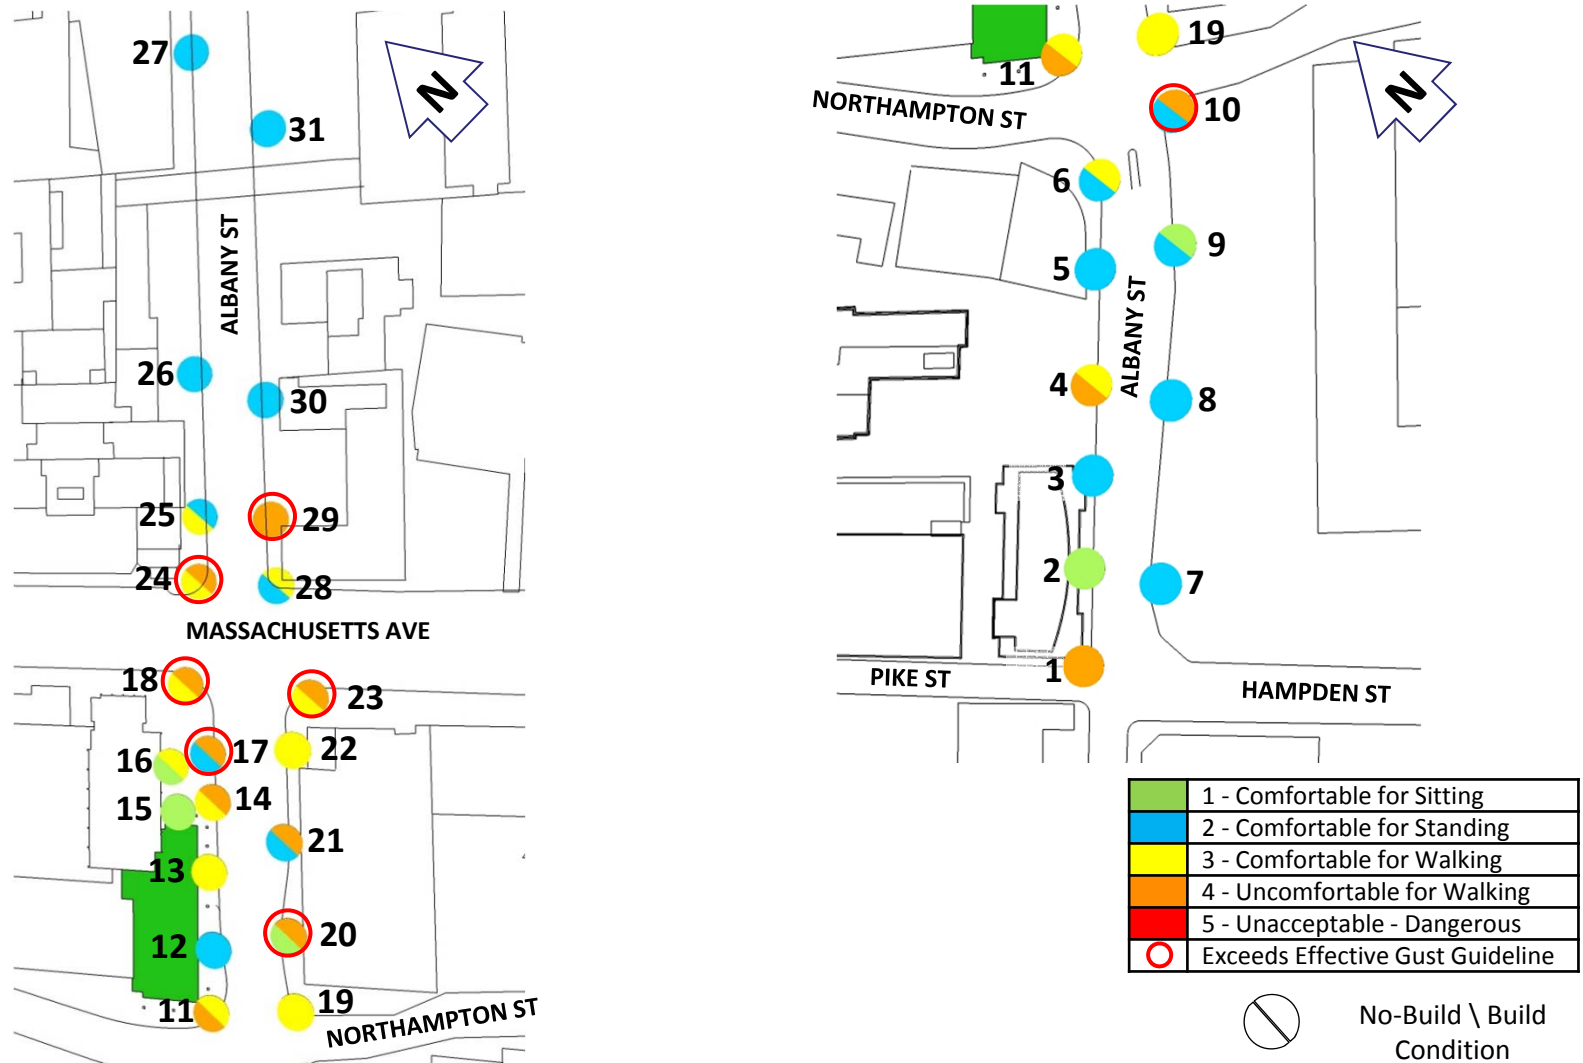 27
31
N
ALBANY ST
26
30
25
29
24
28
MASSACHUSETTS AVE
18
23
16
17
22
15
14
21
13
12
20
11
19
NORTHAMPTON ST
19
11
N
NORTHAMPTON ST
10
6
9
5
ALBANY ST
4
8
3
2
7
1
PIKE ST
HAMPDEN ST
1 - Comfortable for Sitting
2 - Comfortable for Standing
3 - Comfortable for Walking
4 - Uncomfortable for Walking
5 - Unacceptable - Dangerous
Exceeds Effective Gust Guideline
No-Build \ Build
Condition